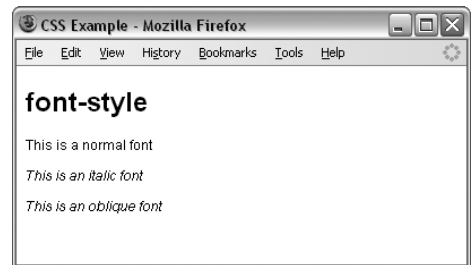 CSS Example - Mozilla Firefox
File Edit View History Bookmarks Tools Help
font-style
This is a normal font
This is an italic font
This is an oblique font